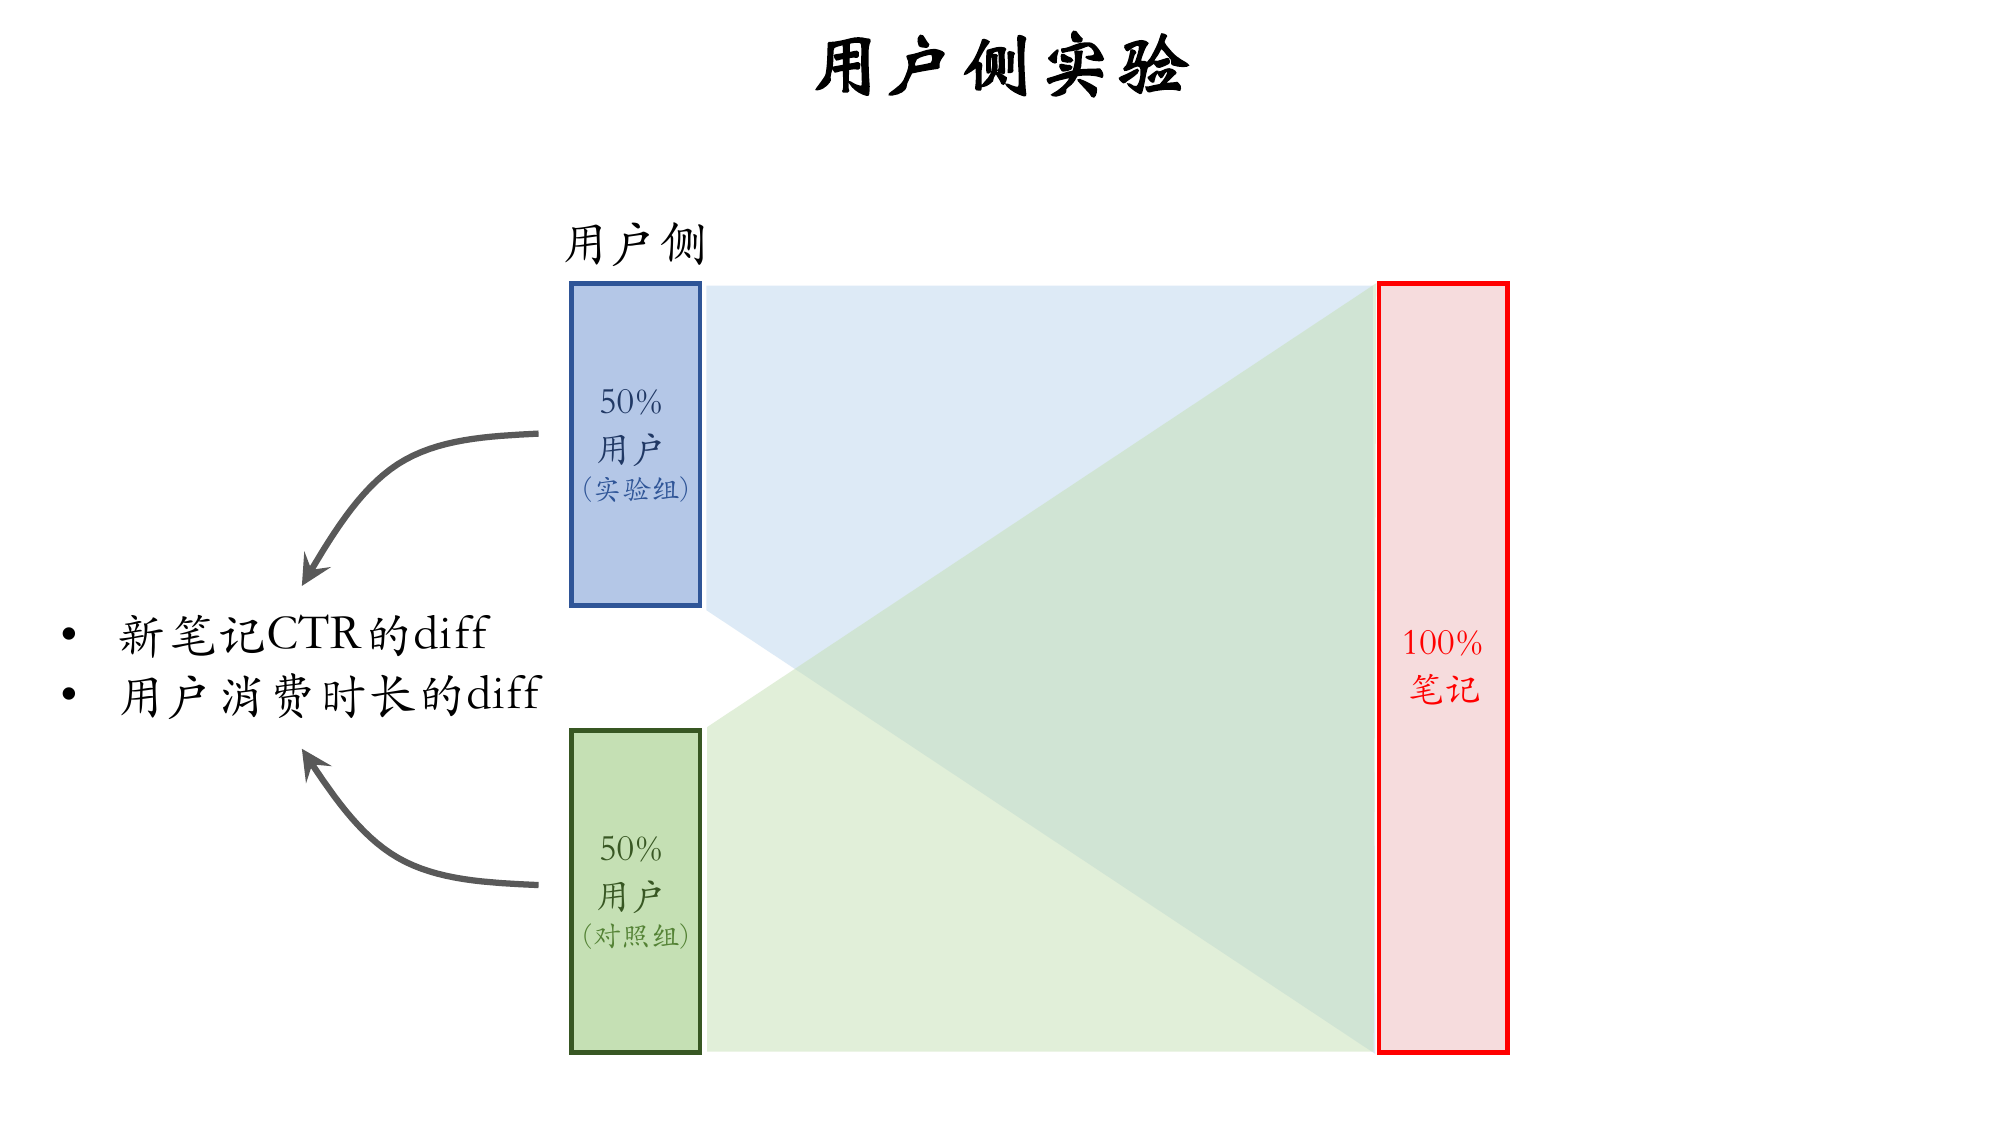 用户侧实验
用户侧
50%
用户
(实验组)
• 新笔记CTR的diff
• 用户消费时长的diff
50%
用户
(对照组)
100%
笔记